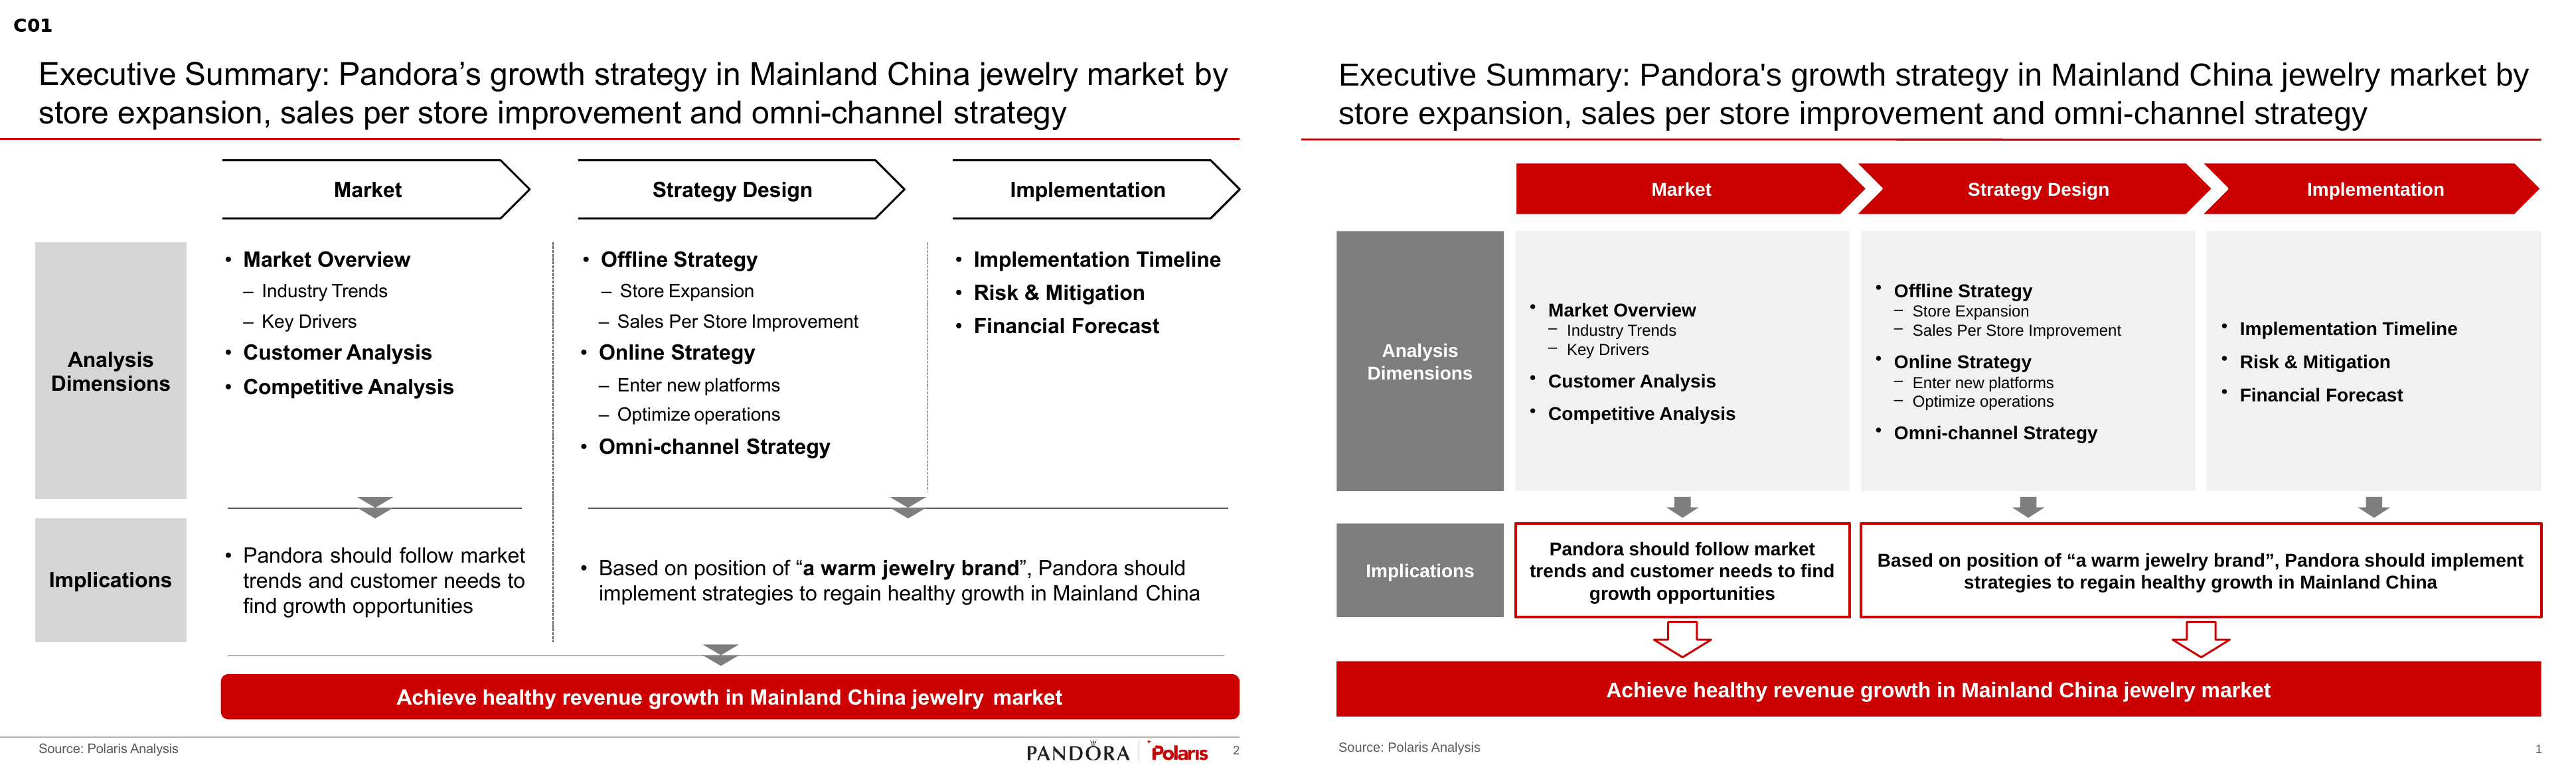 C01
Executive Summary: Pandora’s growth strategy in Mainland China jewelry market by
store expansion, sales per store improvement and omni-channel strategy
Market
Strategy Design
Implementation
Analysis
Dimensions
• Market Overview
– Industry Trends
– Key Drivers
• Customer Analysis
• Competitive Analysis
• Offline Strategy
– Store Expansion
– Sales Per Store Improvement
• Online Strategy
– Enter new platforms
– Optimize operations
• Omni-channel Strategy
• Implementation Timeline
• Risk & Mitigation
• Financial Forecast
Implications
• Pandora should follow market
trends and customer needs to
find growth opportunities
• Based on position of “a warm jewelry brand”, Pandora should
implement strategies to regain healthy growth in Mainland China
Achieve healthy revenue growth in Mainland China jewelry market
Source: Polaris Analysis
PANDORA
Polaris
2
Executive Summary: Pandora's growth strategy in Mainland China jewelry market by
store expansion, sales per store improvement and omni-channel strategy
Market
Strategy Design
Implementation
Analysis
Dimensions
• Market Overview
– Industry Trends
– Key Drivers
• Customer Analysis
• Competitive Analysis
• Offline Strategy
– Store Expansion
– Sales Per Store Improvement
• Online Strategy
– Enter new platforms
– Optimize operations
• Omni-channel Strategy
• Implementation Timeline
• Risk & Mitigation
• Financial Forecast
Implications
Pandora should follow market
trends and customer needs to find
growth opportunities
Based on position of “a warm jewelry brand”, Pandora should implement
strategies to regain healthy growth in Mainland China
Achieve healthy revenue growth in Mainland China jewelry market
Source: Polaris Analysis
1